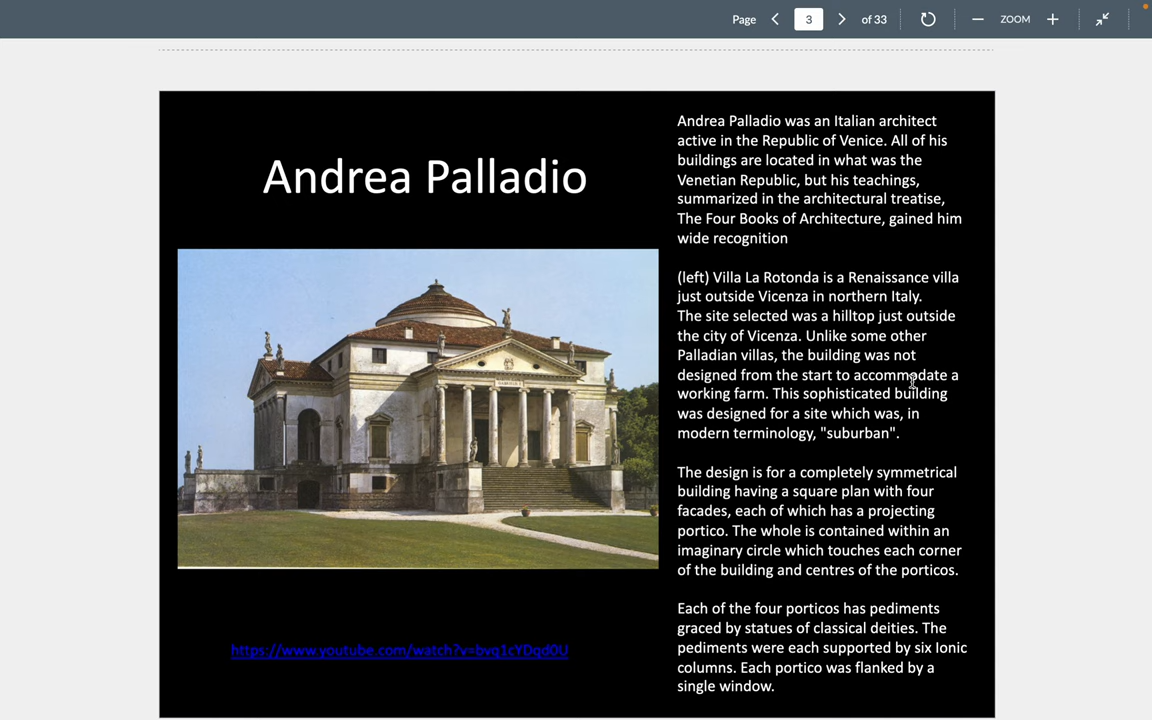 Page 3 of 33 ZOOM
Andrea Palladio
Andrea Palladio was an Italian architect
active in the Republic of Venice. All of his
buildings are located in what was the
Venetian Republic, but his teachings,
summarized in the architectural treatise,
The Four Books of Architecture, gained him
wide recognition
(left) Villa La Rotonda is a Renaissance villa
just outside Vicenza in northern Italy.
The site selected was a hilltop just outside
the city of Vicenza. Unlike some other
Palladian villas, the building was not
designed from the start to accommodate a
working farm. This sophisticated building
was designed for a site which was, in
modern terminology, "suburban".
The design is for a completely symmetrical
building having a square plan with four
facades, each of which has a projecting
portico. The whole is contained within an
imaginary circle which touches each corner
of the building and centres of the porticos.
Each of the four porticos has pediments
graced by statues of classical deities. The
pediments were each supported by six Ionic
columns. Each portico was flanked by a
single window.
https://www.youtube.com/watch?v=bvq1cYDqd0U